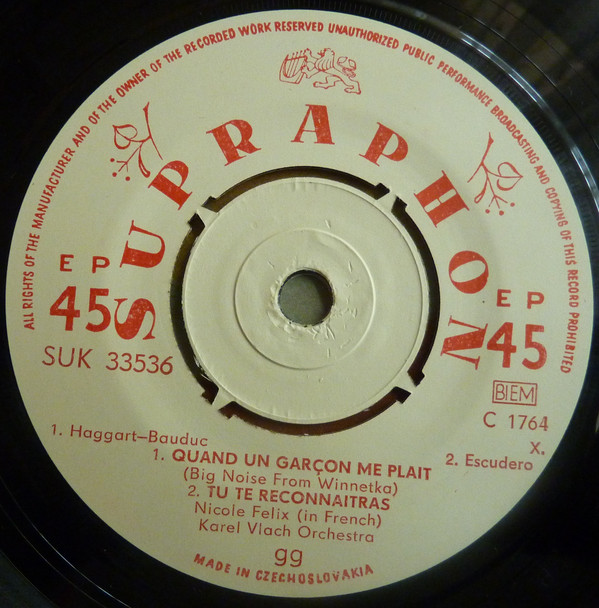 ALL RIGHTS OF THE MANUFACTURER AND OF THE OWNER OF THE RECORDED WORK RESERVED UNAUTHORIZED PUBLIC PERFORMANCE BROADCASTING AND COPYING OF THIS RECORD PROHIBITED
SUPRAPHON
EP
45
EP
45
SUK 33536
BIEM
C 1764
X.
1. Haggart-Bauduc
2. Escudero
1. QUAND UN GARÇON ME PLAIT
(Big Noise From Winnetka)
2. TU TE RECONNAITRAS
Nicole Felix (in French)
Karel Vlach Orchestra
gg
MADE IN CZECHOSLOVAKIA